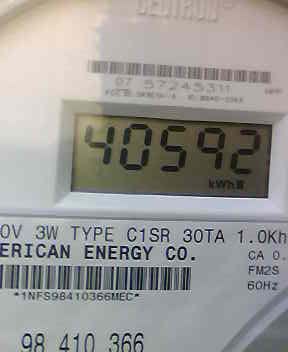 CENTRON
07 57245311
40592
kWh
0V 3W TYPE C1SR 30TA 1.0Kh
ERICAN ENERGY CO.
CA 0.
FM2S
*1NFS98410366MEC*
60Hz
98 410 366